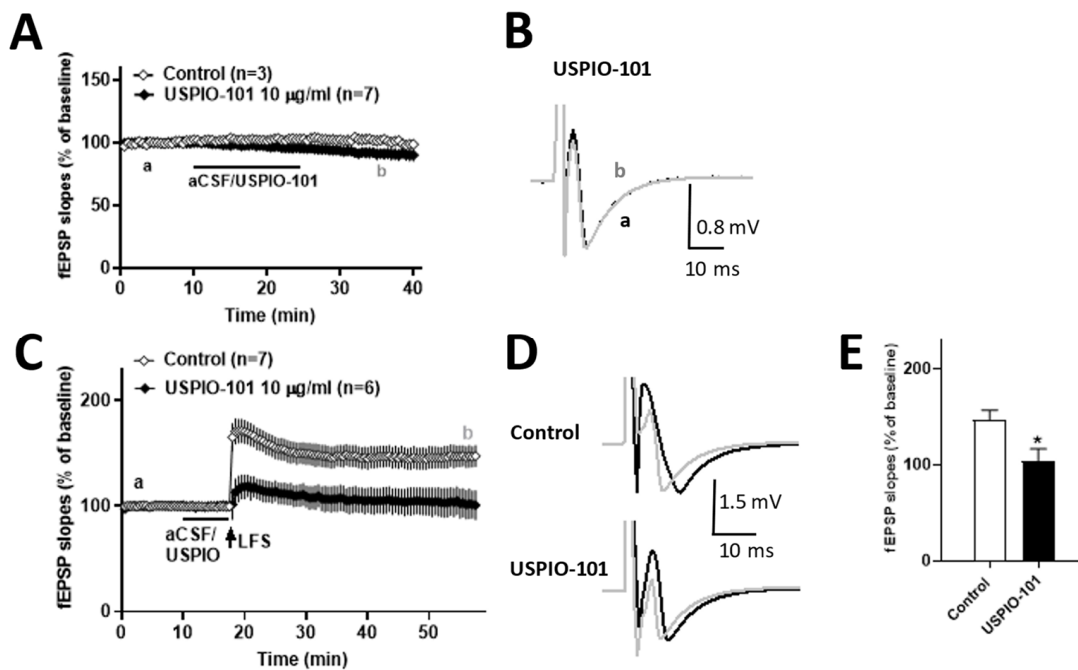 A
fEPSP slopes (% of baseline)
150
100
50
0
Control (n=3)
USPIO-101 10 µg/ml (n=7)
a
b
aCSF/USPIO-101
0
10
20
30
40
Time (min)
B
USPIO-101
b
a
0.8 mV
10 ms
C
fEPSP slopes (% of baseline)
200
100
0
Control (n=7)
USPIO-101 10 µg/ml (n=6)
a
b
aCSF/
USPIO
LFS
0
10
20
30
40
50
Time (min)
D
Control
1.5 mV
10 ms
USPIO-101
E
fEPSP slopes (% of baseline)
200
100
0
*
Control
USPIO-101